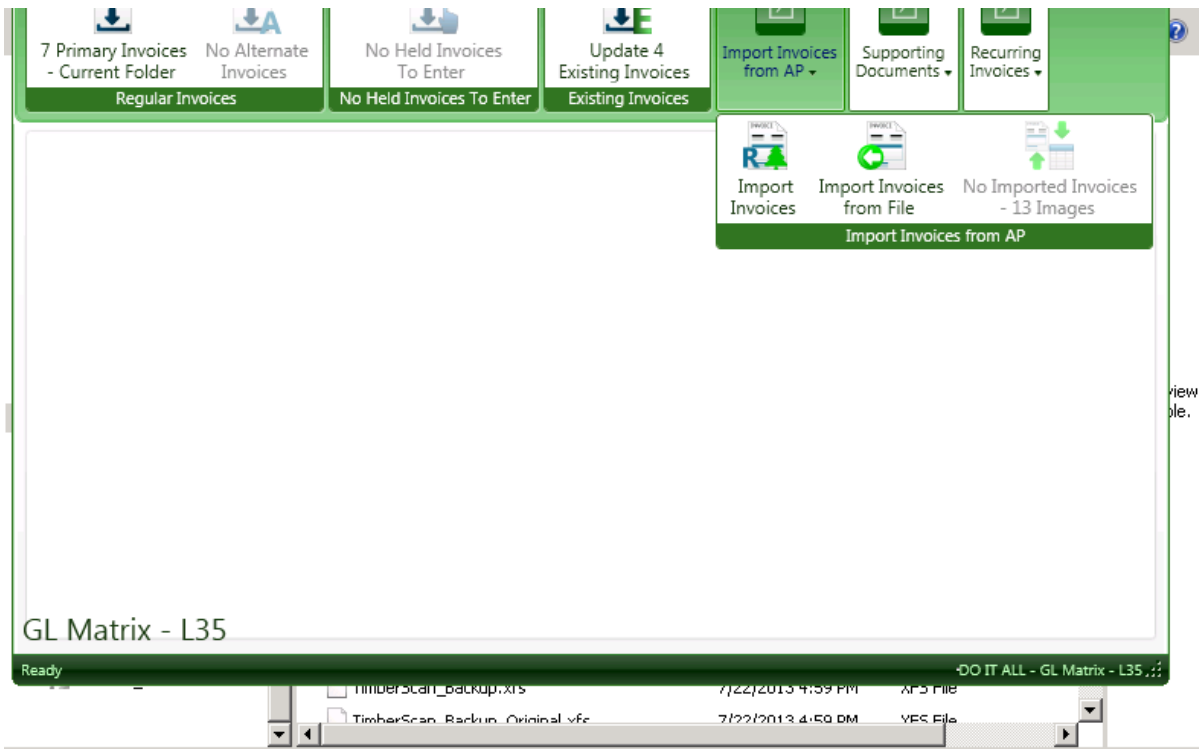 7 Primary Invoices
- Current Folder
No Alternate
Invoices
Regular Invoices
No Held Invoices
To Enter
No Held Invoices To Enter
Update 4
Existing Invoices
Existing Invoices
Import Invoices
from AP
Supporting
Documents
Recurring
Invoices
Import
Invoices
Import Invoices
from File
No Imported Invoices
- 13 Images
Import Invoices from AP
view
ple.
GL Matrix - L35
Ready
DO IT ALL - GL Matrix - L35
TimberScan_Backup.xfs 7/22/2013 4:59 PM XFS File
TimberScan_Backup_Original.xfs 7/22/2013 4:59 PM XFS File